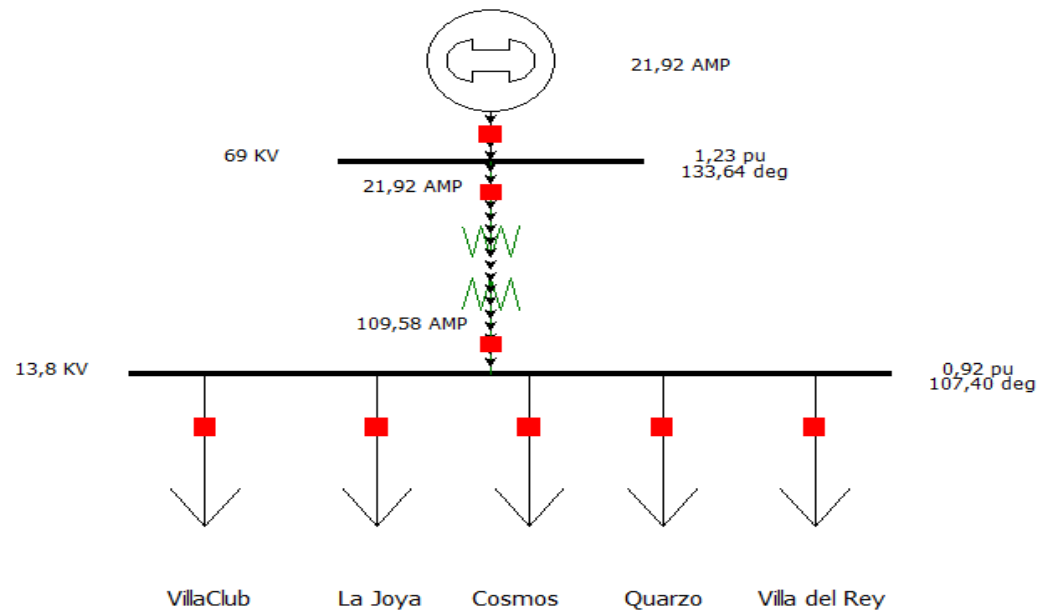 21,92 AMP
69 KV
1,23 pu
133,64 deg
21,92 AMP
109,58 AMP
13,8 KV
0,92 pu
107,40 deg
VillaClub
La Joya
Cosmos
Quarzo
Villa del Rey